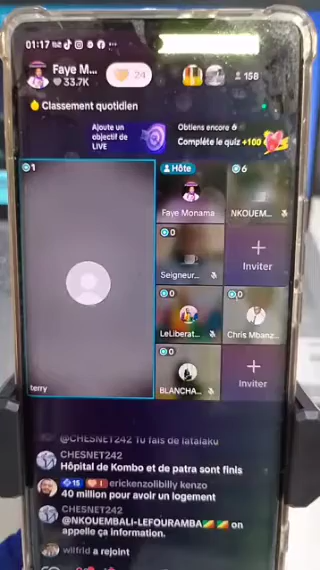 01:17
Faye M...
33.7K
24
158
Classement quotidien
Ajoute un
objectif de
LIVE
Obtiens encore 6
Complète le quiz +100
1
Hôte
Faye Monama
6
NKOUEM...
0
Seigneur...
Inviter
0
LeLiberat...
0
Chris Mbanz...
0
BLANCHA...
Inviter
terry
@CHESNET242 Tu fais de latalaku
CHESNET242
Hôpital de Kombo et de patra sont finis
15 1 erickenzolibilly kenzo
40 million pour avoir un logement
CHESNET242
@NKOUEMBALI-LEFOURAMBA🇨🇬🇨🇬 on
appelle ça information.
wilfrid a rejoint